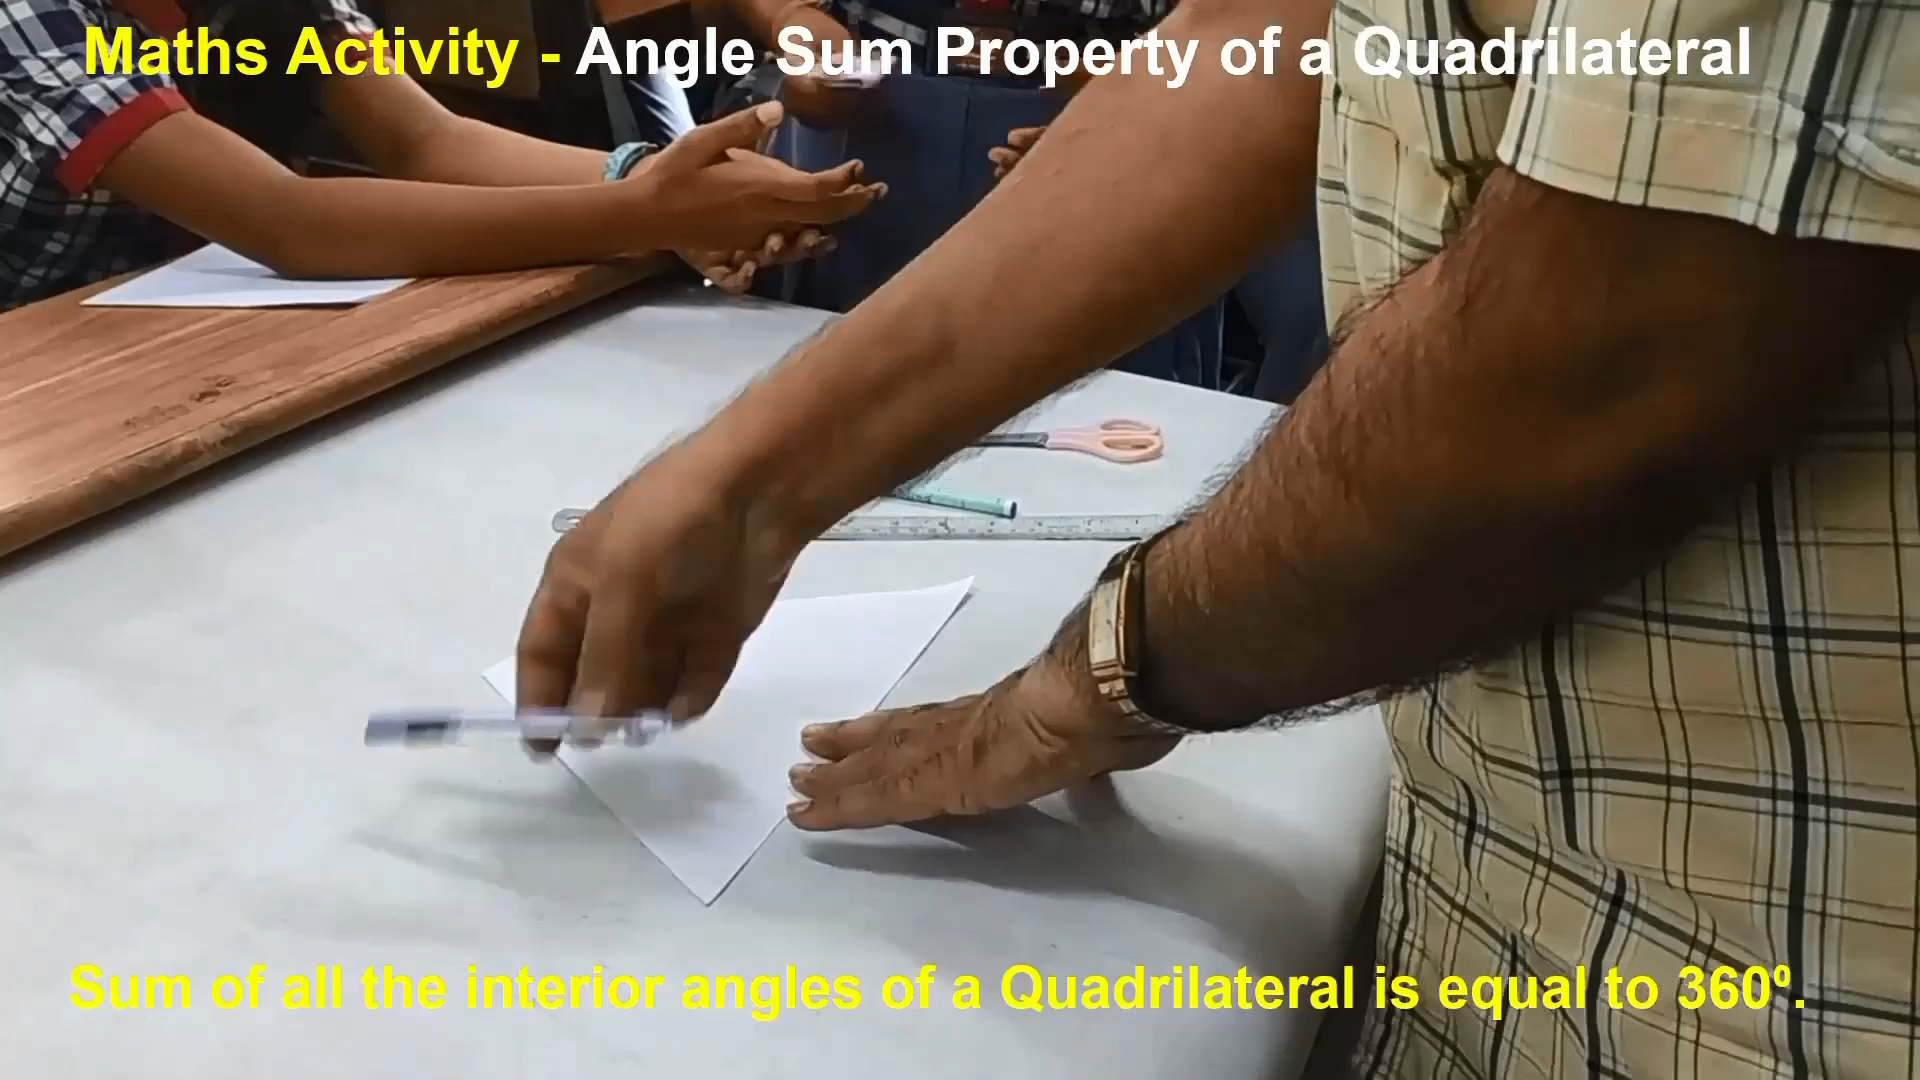 Maths Activity - Angle Sum Property of a Quadrilateral
Sum of all the interior angles of a Quadrilateral is equal to 360º.